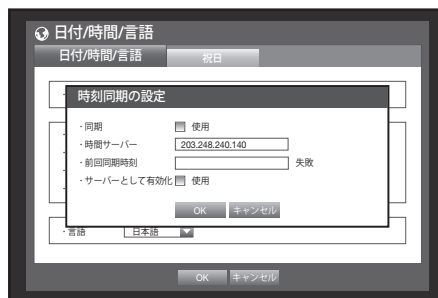 日付/時間/言語
日付/時間/言語 祝日
時刻同期の設定
·同期 使用
·時間サーバー 203.248.240.140
·前回同期時刻 失敗
·サーバーとして有効化 使用
OK キャンセル
·言語 日本語
OK キャンセル